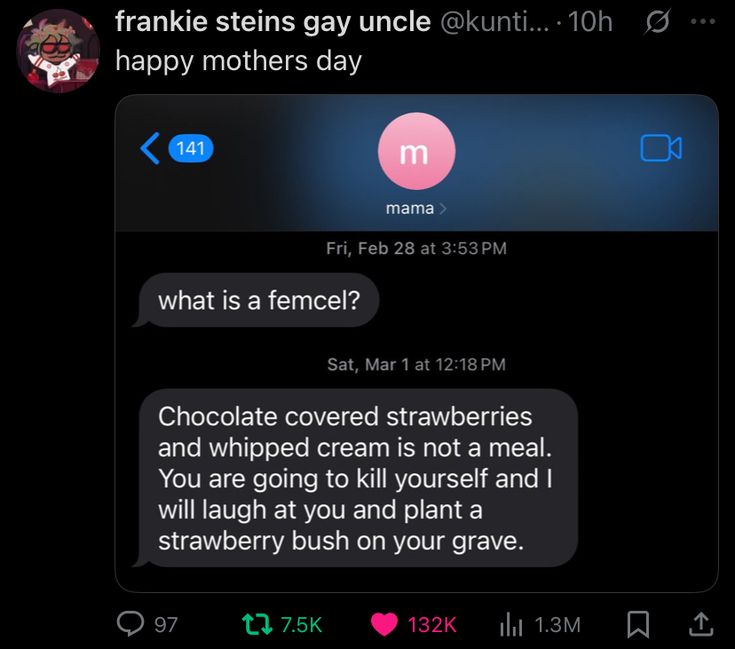 frankie steins gay uncle @kunti... · 10h
happy mothers day
141
m
mama
Fri, Feb 28 at 3:53 PM
what is a femcel?
Sat, Mar 1 at 12:18 PM
Chocolate covered strawberries
and whipped cream is not a meal.
You are going to kill yourself and I
will laugh at you and plant a
strawberry bush on your grave.
97 7.5K 132K 1.3M